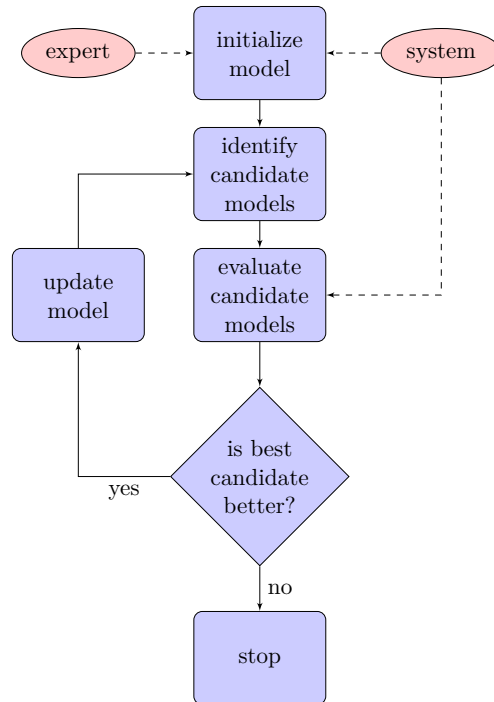 expert
initialize
model
system
identify
candidate
models
update
model
evaluate
candidate
models
is best
candidate
better?
yes
no
stop